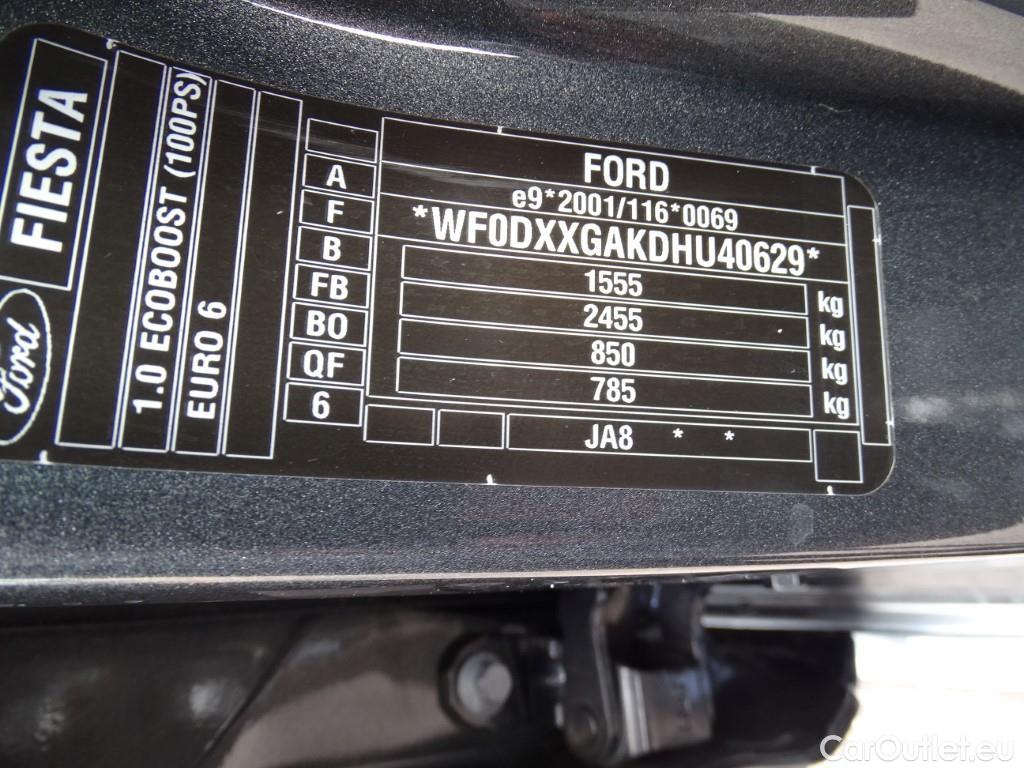 Ford
FIESTA
1.0 ECOBOOST (100PS)
EURO 6
A
F
B
FB
BO
QF
6
FORD
e9*2001/116*0069
*WF0DXXGAKDHU40629*
1555 kg
2455 kg
850 kg
785 kg
JA8 * *
CarOutlet.eu